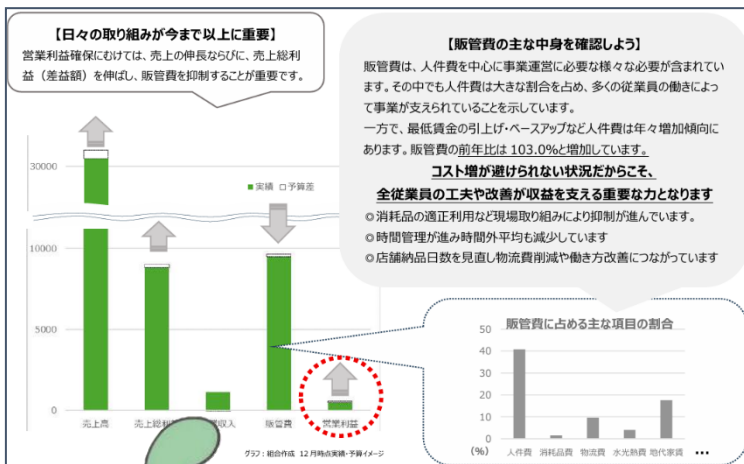 【日々の取り組みが今まで以上に重要】
営業利益確保にむけては、売上の伸長ならびに、売上総利
益（差益額）を伸ばし、販管費を抑制することが重要です。
30000
■実績 □予算差
10000
5000
0
売上高
売上総利
収入
販管費
営業利益
グラフ：組合作成 12月時点実績・予算イメージ
【販管費の主な中身を確認しよう】
販管費は、人件費を中心に事業運営に必要な様々な必要が含まれてい
ます。その中でも人件費は大きな割合を占め、多くの従業員の働きによっ
て事業が支えられていることを示しています。
一方で、最低賃金の引上げ・ベースアップなど人件費は年々増加傾向に
あります。販管費の前年比は 103.0%と増加しています。
コスト増が避けられない状況だからこそ、
全従業員の工夫や改善が収益を支える重要な力となります
◎消耗品の適正利用など現場取り組みにより抑制が進んでいます。
◎時間管理が進み時間外平均も減少しています
◎店舗納品日数を見直し物流費削減や働き方改善につながっています
販管費に占める主な項目の割合
50
40
30
20
10
0
（%） 人件費 消耗品費 物流費 水光熱費 地代家賃 …